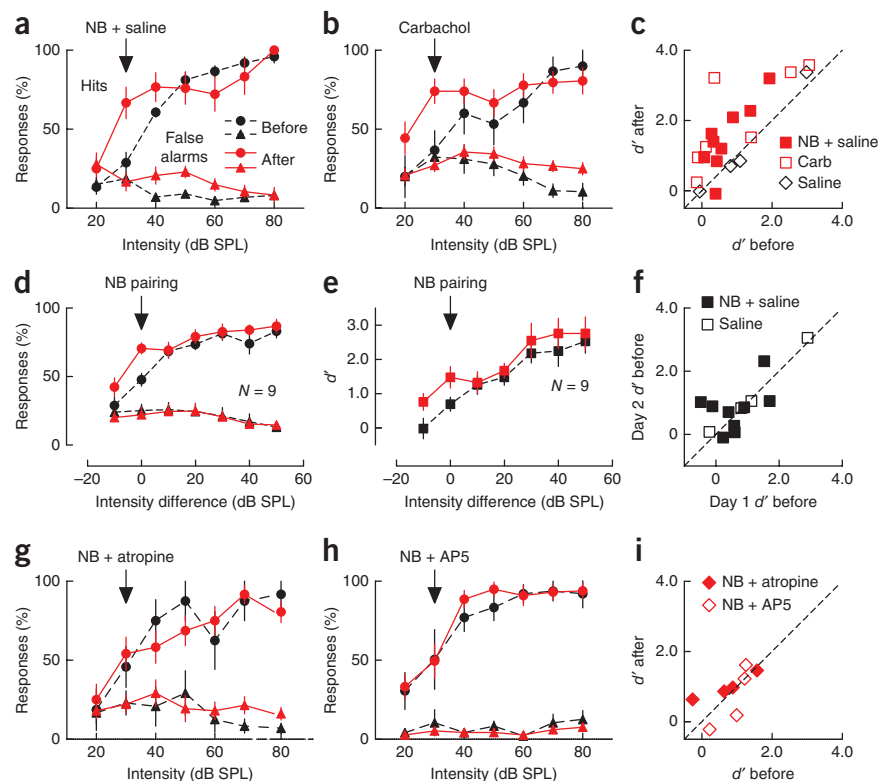 a
NB + saline
100
50
0
Responses (%)
Hits
False
alarms
Before
After
20 40 60 80
Intensity (dB SPL)
b
Carbachol
100
50
0
Responses (%)
20 40 60 80
Intensity (dB SPL)
c
4.0
2.0
0
d′ after
NB + saline
Carb
Saline
0 2.0 4.0
d′ before
d
NB pairing
100
50
0
Responses (%)
N = 9
–20 0 20 40 60
Intensity difference (dB SPL)
e
NB pairing
3.0
2.0
1.0
0
d′
N = 9
–20 0 20 40 60
Intensity difference (dB SPL)
f
NB + saline
Saline
4.0
2.0
0
Day 2 d′ before
0 2.0 4.0
Day 1 d′ before
g
NB + atropine
100
50
0
Responses (%)
20 40 60 80
Intensity (dB SPL)
h
NB + AP5
100
50
0
Responses (%)
20 40 60 80
Intensity (dB SPL)
i
NB + atropine
NB + AP5
4.0
2.0
0
d′ after
0 2.0 4.0
d′ before